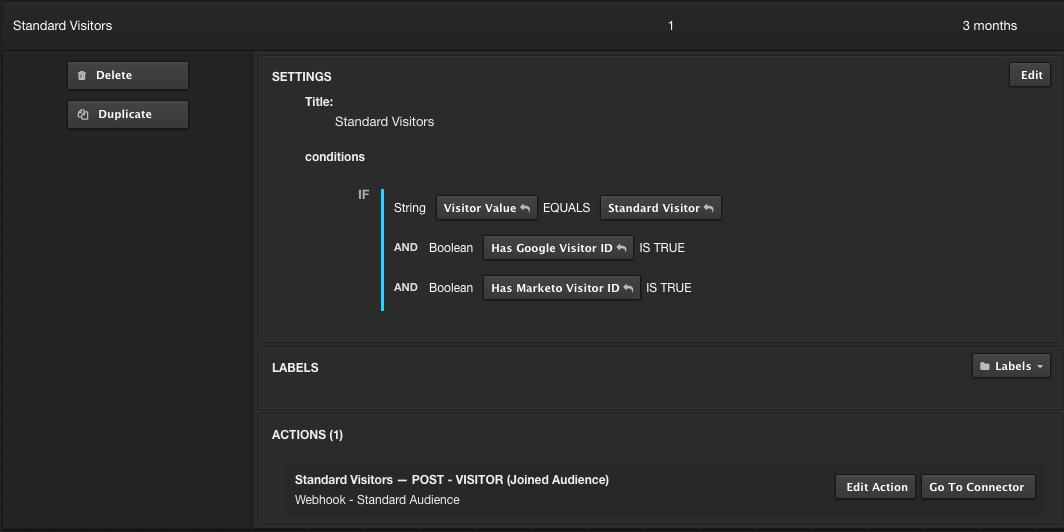 Standard Visitors 1 3 months
Delete
Duplicate
SETTINGS Edit
Title:
Standard Visitors
conditions
IF
String Visitor Value EQUALS Standard Visitor
AND Boolean Has Google Visitor ID IS TRUE
AND Boolean Has Marketo Visitor ID IS TRUE
LABELS Labels
ACTIONS (1)
Standard Visitors — POST - VISITOR (Joined Audience)
Webhook - Standard Audience
Edit Action Go To Connector